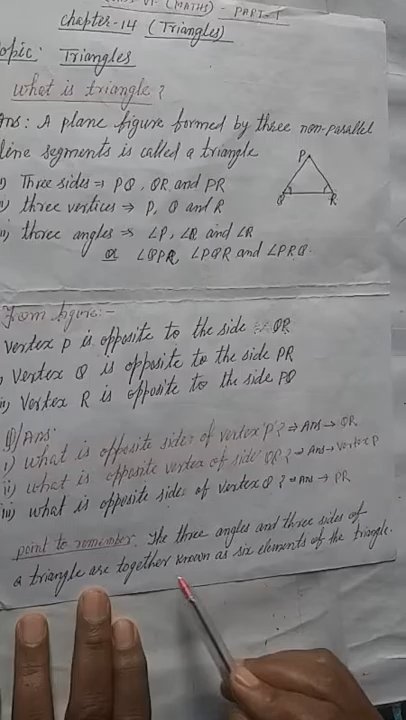 VI (MATHS) - PART-1
chapter-14 (Triangles)
opic: Triangles
what is triangle?
Ans: A plane figure formed by three non-parallel
line segments is called a triangle
P
Q R
i) Three sides ⇒ PQ, QR and PR
ii) three vertices ⇒ P, Q and R
iii) three angles ⇒ ∠P, ∠Q and ∠R
or ∠QPR, ∠PQR and ∠PRQ.
From figure:-
Vertex P is opposite to the side QR
Vertex Q is opposite to the side PR
Vertex R is opposite to the side PQ
Q/Ans:
i) What is opposite side of vertex 'P'? ⇒ Ans → QR
ii) what is opposite vertex of side QR? ⇒ Ans → Vertex P
iii) what is opposite side of vertex Q? ⇒ Ans → PR
point to remember: The three angles and three sides of
a triangle are together known as six elements of the triangle.